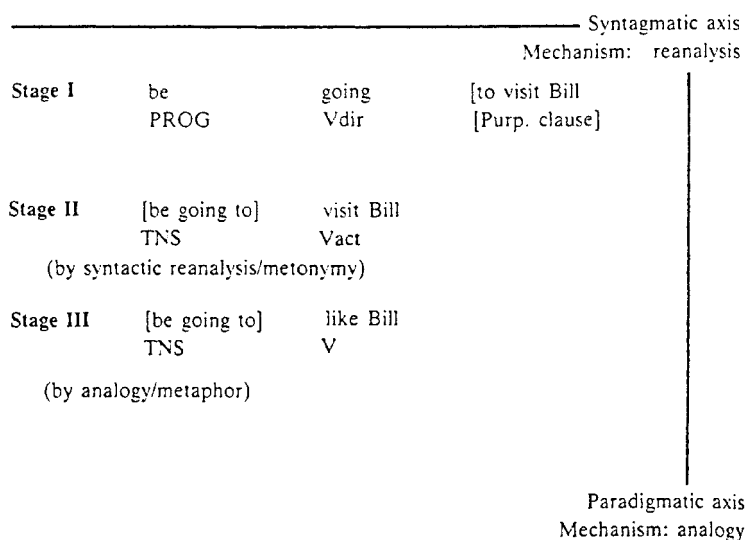 Syntagmatic axis
Mechanism: reanalysis
Stage I be going [to visit Bill
PROG Vdir [Purp. clause]
Stage II [be going to] visit Bill
TNS Vact
(by syntactic reanalysis/metonymy)
Stage III [be going to] like Bill
TNS V
(by analogy/metaphor)
Paradigmatic axis
Mechanism: analogy